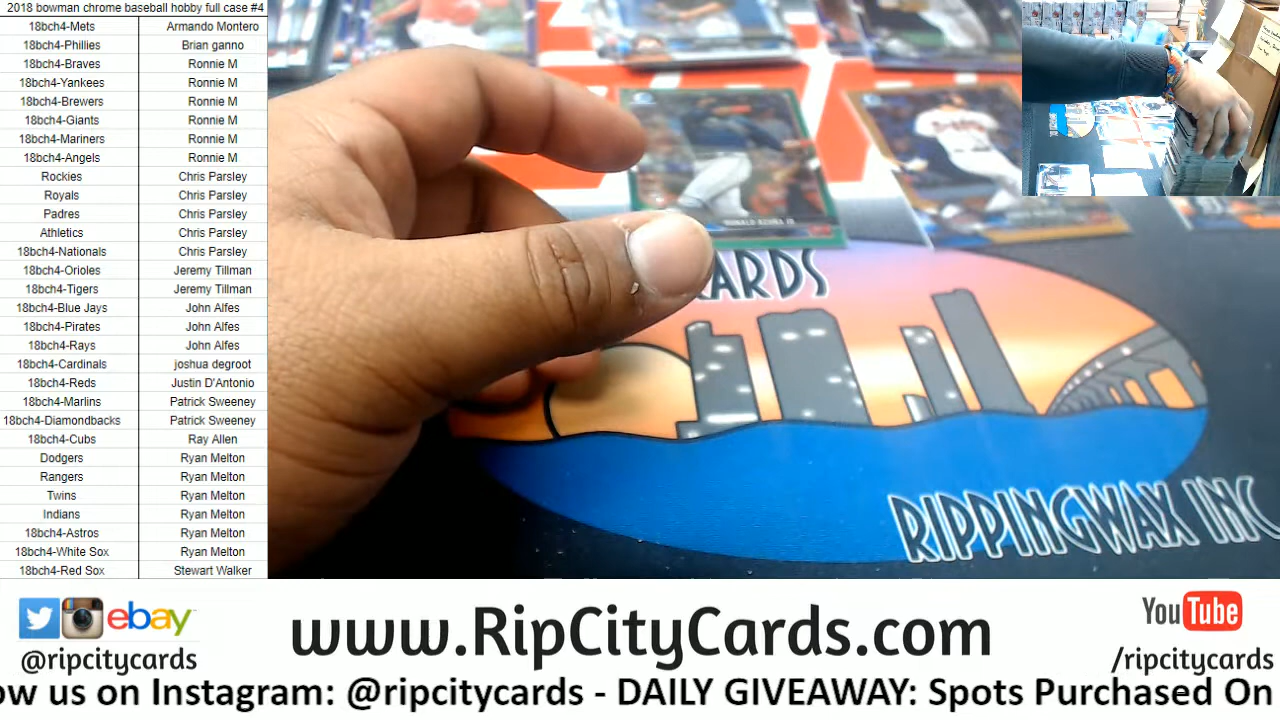 2018 bowman chrome baseball hobby full case #4
18bch4-Mets Armando Montero
18bch4-Phillies Brian ganno
18bch4-Braves Ronnie M
18bch4-Yankees Ronnie M
18bch4-Brewers Ronnie M
18bch4-Giants Ronnie M
18bch4-Mariners Ronnie M
18bch4-Angels Ronnie M
Rockies Chris Parsley
Royals Chris Parsley
Padres Chris Parsley
Athletics Chris Parsley
18bch4-Nationals Chris Parsley
18bch4-Orioles Jeremy Tillman
18bch4-Tigers Jeremy Tillman
18bch4-Blue Jays John Alfes
18bch4-Pirates John Alfes
18bch4-Rays John Alfes
18bch4-Cardinals joshua degroot
18bch4-Reds Justin D'Antonio
18bch4-Marlins Patrick Sweeney
18bch4-Diamondbacks Patrick Sweeney
18bch4-Cubs Ray Allen
Dodgers Ryan Melton
Rangers Ryan Melton
Twins Ryan Melton
Indians Ryan Melton
18bch4-Astros Ryan Melton
18bch4-White Sox Ryan Melton
18bch4-Red Sox Stewart Walker
RONALD ACUÑA JR.
CARDS
RIPPINGWAX INC
ebay
@ripcitycards
www.RipCityCards.com
YouTube
/ripcitycards
ow us on Instagram: @ripcitycards - DAILY GIVEAWAY: Spots Purchased On